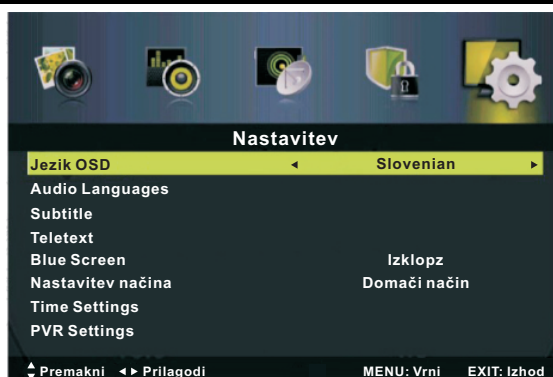 Nastavitev
Jezik OSD Slovenian
Audio Languages
Subtitle
Teletext
Blue Screen Izklopz
Nastavitev načina Domači način
Time Settings
PVR Settings
Premakni Prilagodi MENU: Vrni EXIT: Izhod